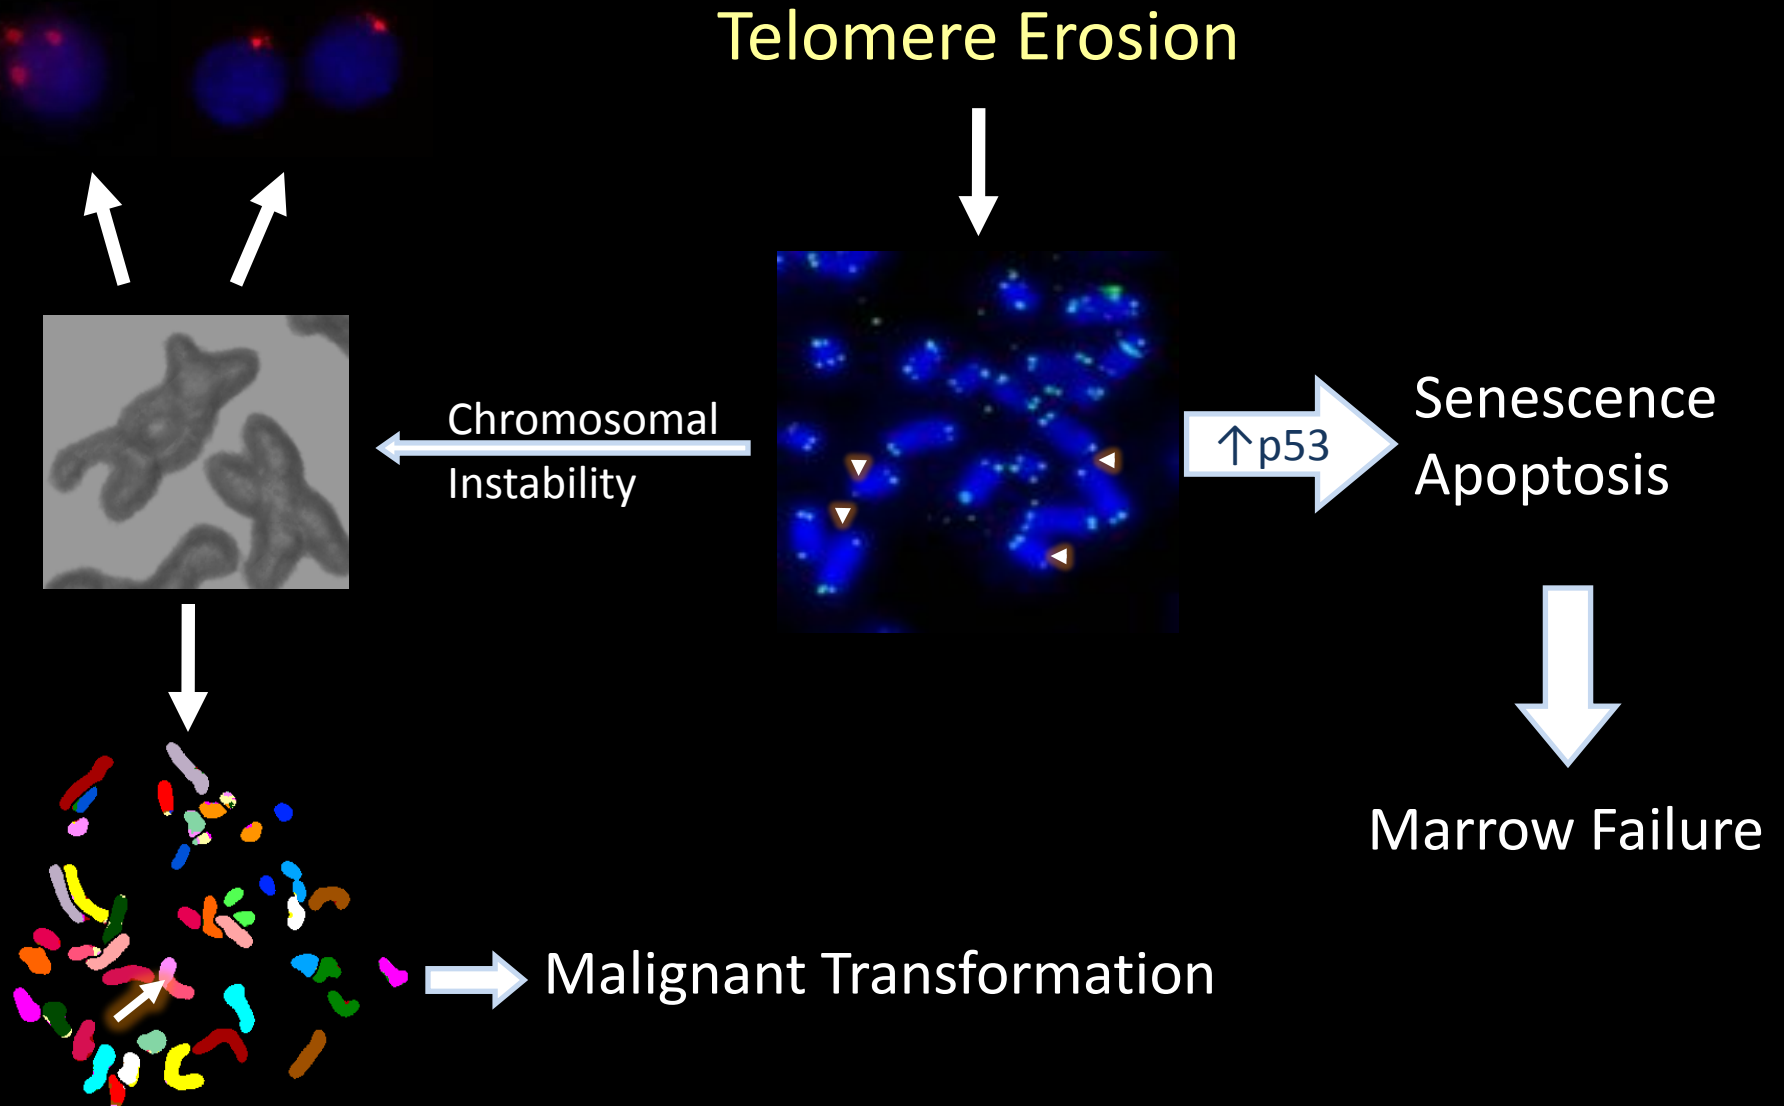 Telomere Erosion
Chromosomal
Instability
↑p53
Senescence
Apoptosis
Marrow Failure
Malignant Transformation